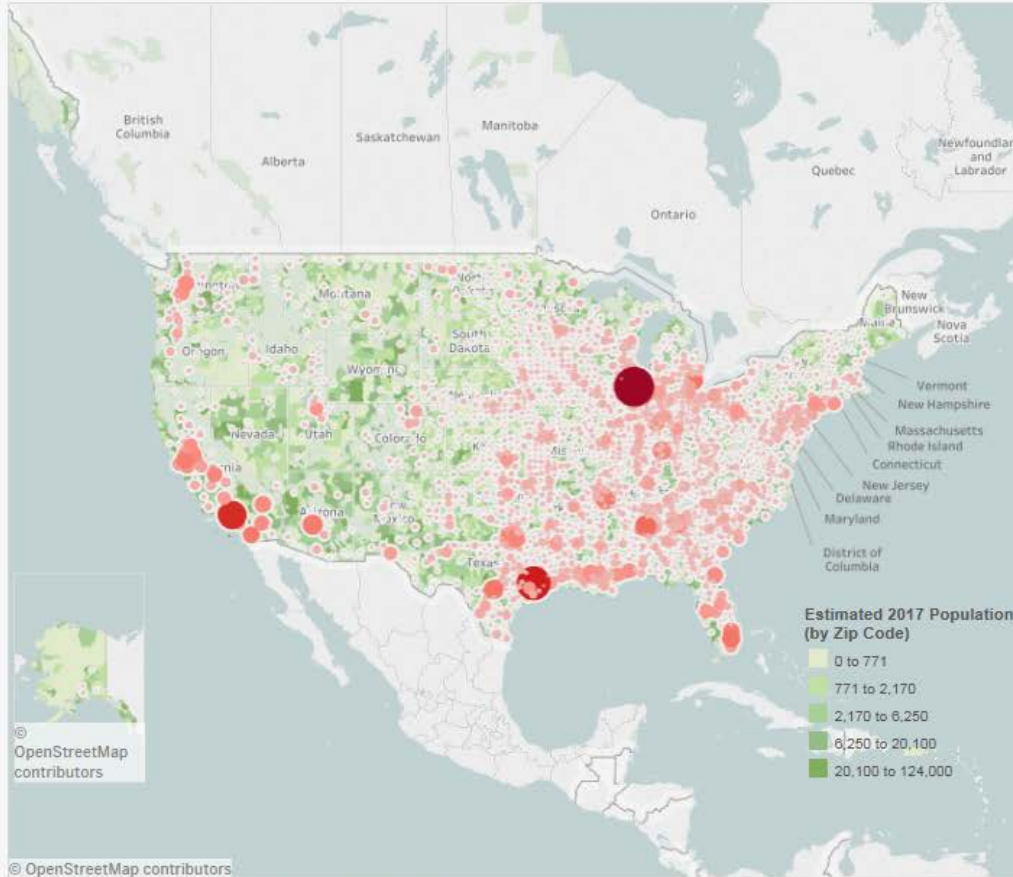 British
Columbia
Alberta
Saskatchewan
Manitoba
Ontario
Quebec
and
Labrador
New
Brunswick
Nova
Scotia
Montana
North
South
Dakota
Oregon
Idaho
Nevada
Utah
Texas
Vermont
New Hampshire
Massachusetts
Rhode Island
Connecticut
New Jersey
Delaware
Maryland
District of
Columbia
Estimated 2017 Population
(by Zip Code)
0 to 771
771 to 2,170
2,170 to 6,250
6,250 to 20,100
20,100 to 124,000
©
OpenStreetMap
contributors
© OpenStreetMap contributors